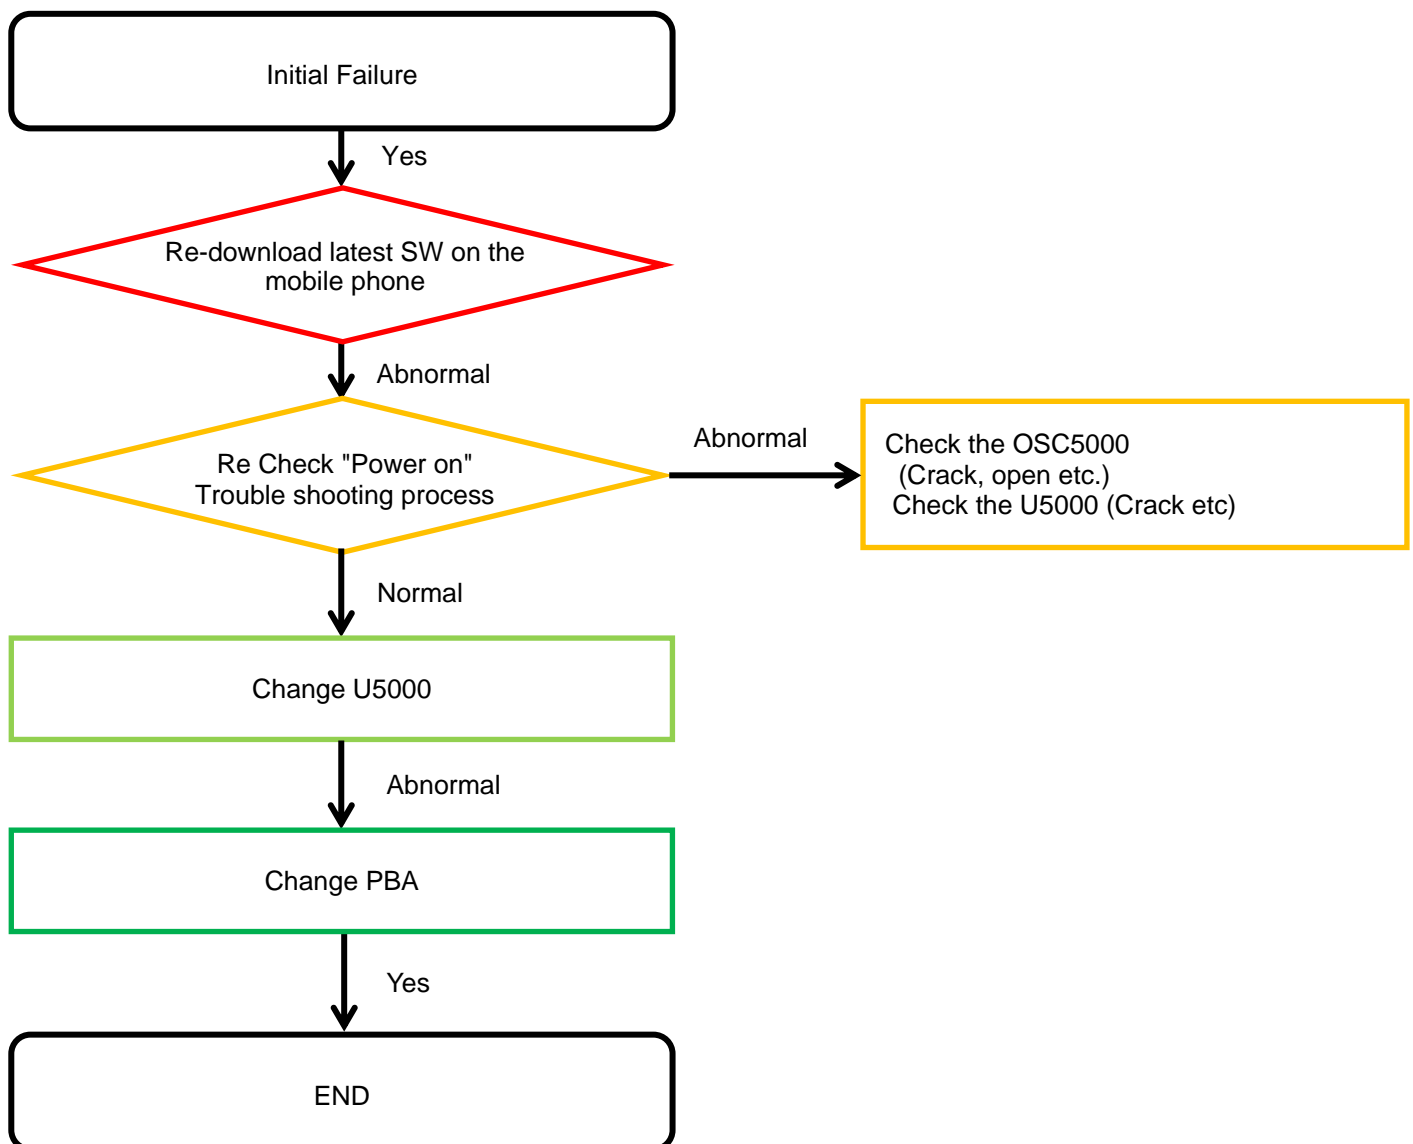 Initial Failure
Yes
Re-download latest SW on the
mobile phone
Abnormal
Re Check "Power on"
Trouble shooting process
Abnormal
Check the OSC5000
(Crack, open etc.)
Check the U5000 (Crack etc)
Normal
Change U5000
Abnormal
Change PBA
Yes
END